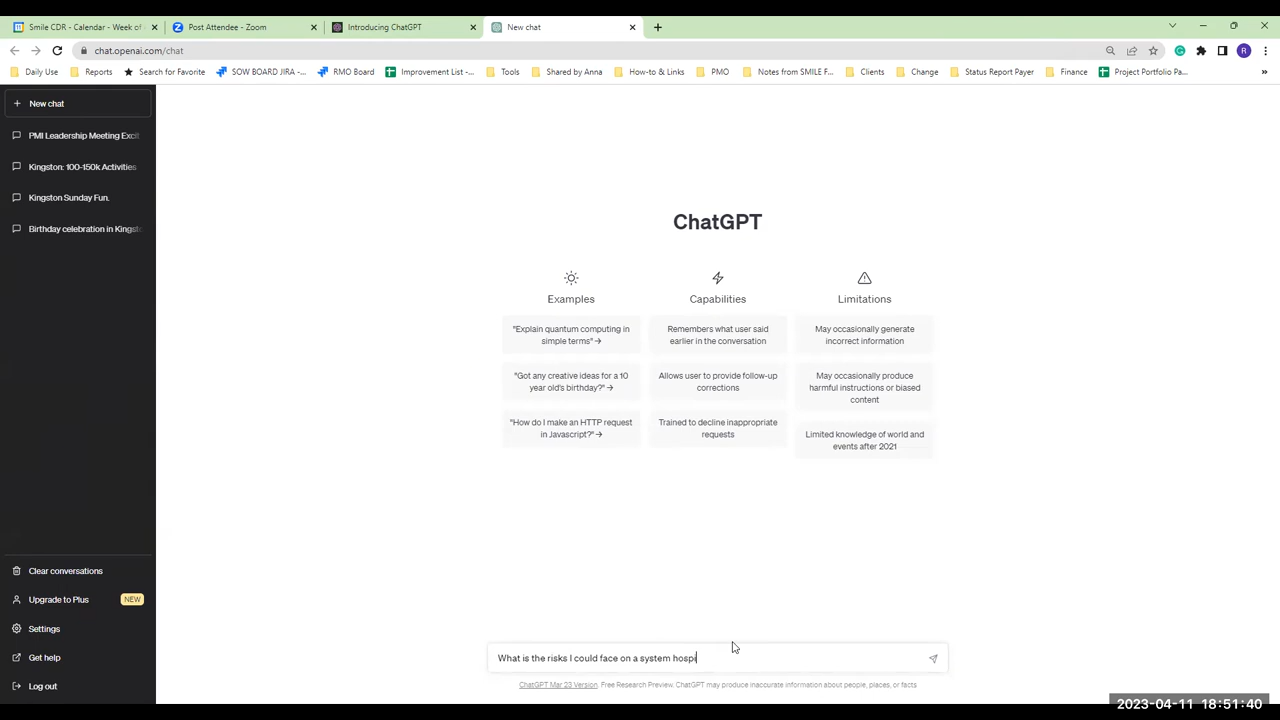 Smile CDR - Calendar - Week of
Post Attendee - Zoom
Introducing ChatGPT
New chat
chat.openai.com/chat
R
Daily Use
Reports
Search for Favorite
SOW BOARD JIRA -...
RMO Board
Improvement List -...
Tools
Shared by Anna
How-to & Links
PMO
Notes from SMILE F...
Clients
Change
Status Report Payer
Finance
Project Portfolio Pa...
New chat
PMI Leadership Meeting Excit
Kingston: 100-150k Activities
Kingston Sunday Fun.
Family celebration in Kingsto
Clear conversations
Upgrade to Plus NEW
Settings
Get help
Log out
ChatGPT
Examples
"Explain quantum computing in
simple terms" →
"Got any creative ideas for a 10
year old's birthday?" →
"How do I make an HTTP request
in Javascript?" →
Capabilities
Remembers what user said
earlier in the conversation
Allows user to provide follow-up
corrections
Trained to decline inappropriate
requests
Limitations
May occasionally generate
incorrect information
May occasionally produce
harmful instructions or biased
content
Limited knowledge of world and
events after 2021
What is the risks I could face on a system hospi
ChatGPT Mar 23 Version. Free Research Preview. ChatGPT may produce inaccurate information about people, places, or facts
2023-04-11 18:51:40